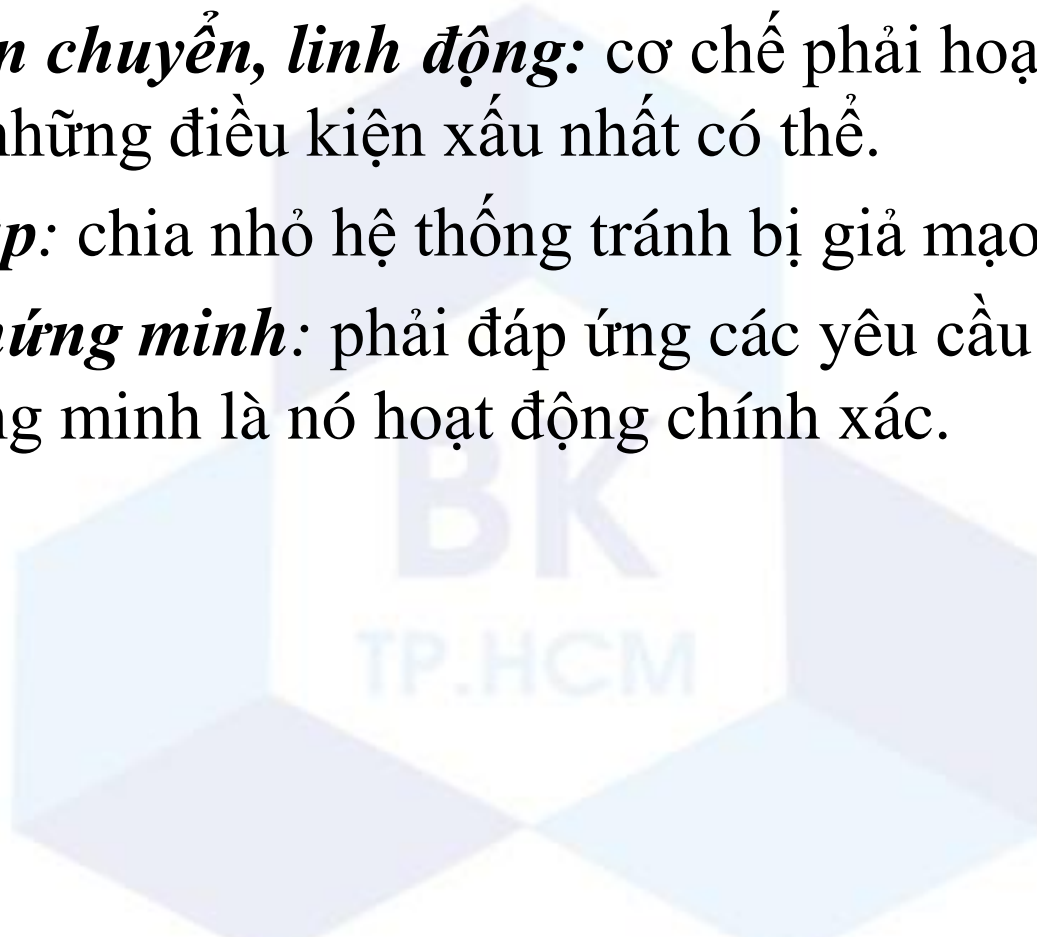 n chuyển, linh động: cơ chế phải hoạ
những điều kiện xấu nhất có thể.
p: chia nhỏ hệ thống tránh bị giả mạo
ứng minh: phải đáp ứng các yêu cầu
ng minh là nó hoạt động chính xác.
BK
TP.HCM